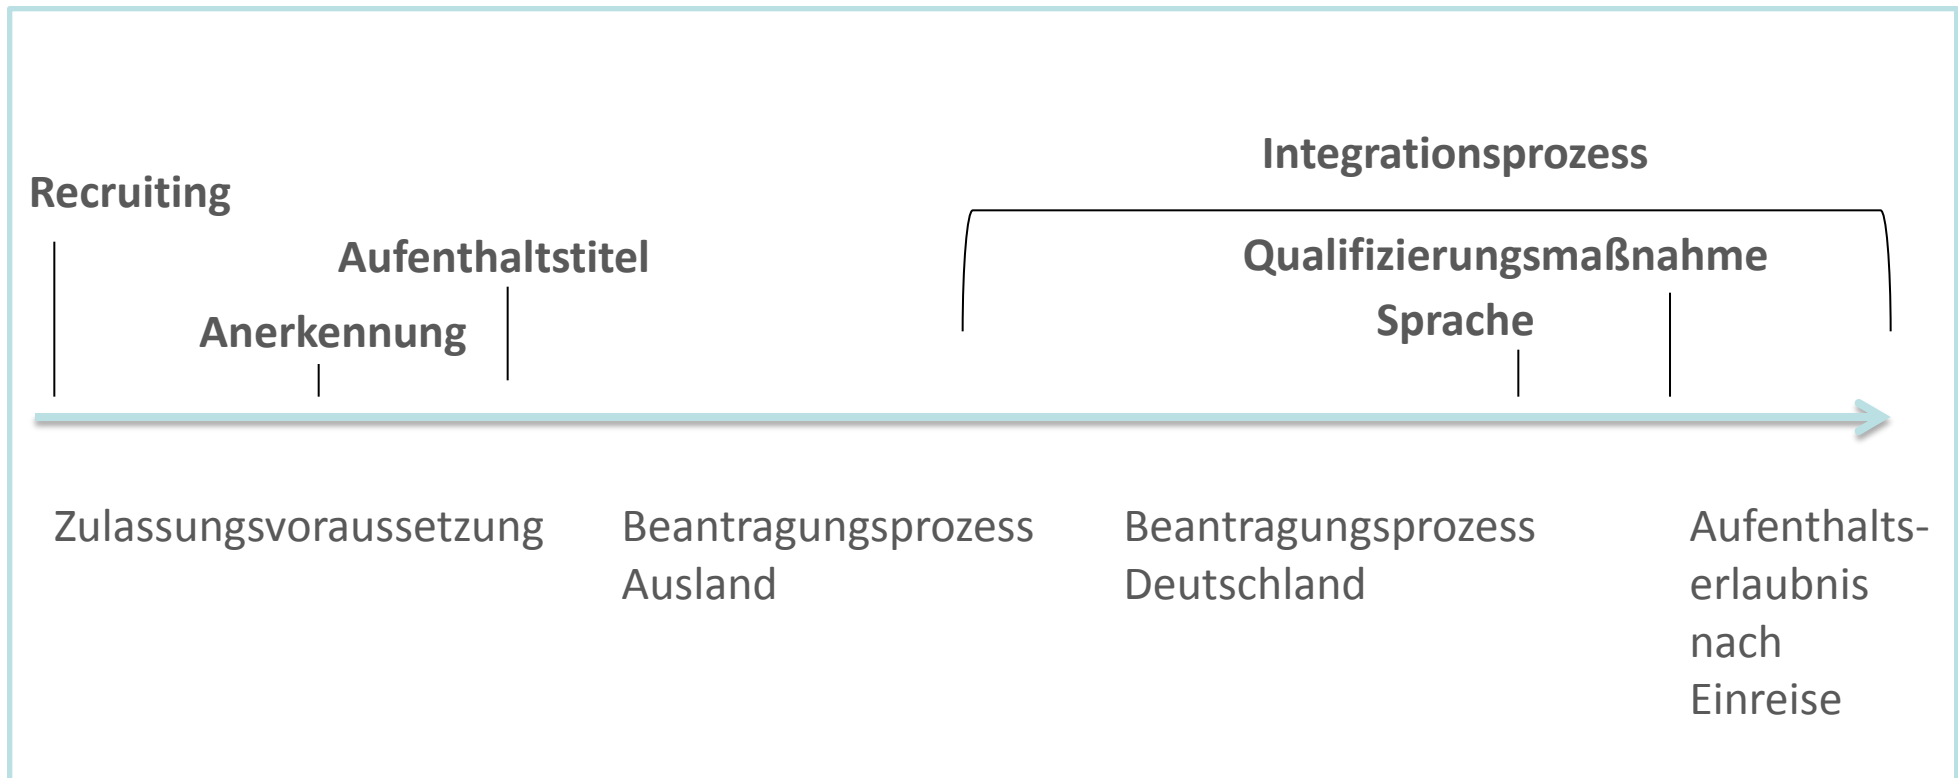 Integrationsprozess
Recruiting
Aufenthaltstitel
Qualifizierungsmaßnahme
Anerkennung
Sprache
Zulassungsvoraussetzung
Beantragungsprozess
Ausland
Beantragungsprozess
Deutschland
Aufenthalts-
erlaubnis
nach
Einreise